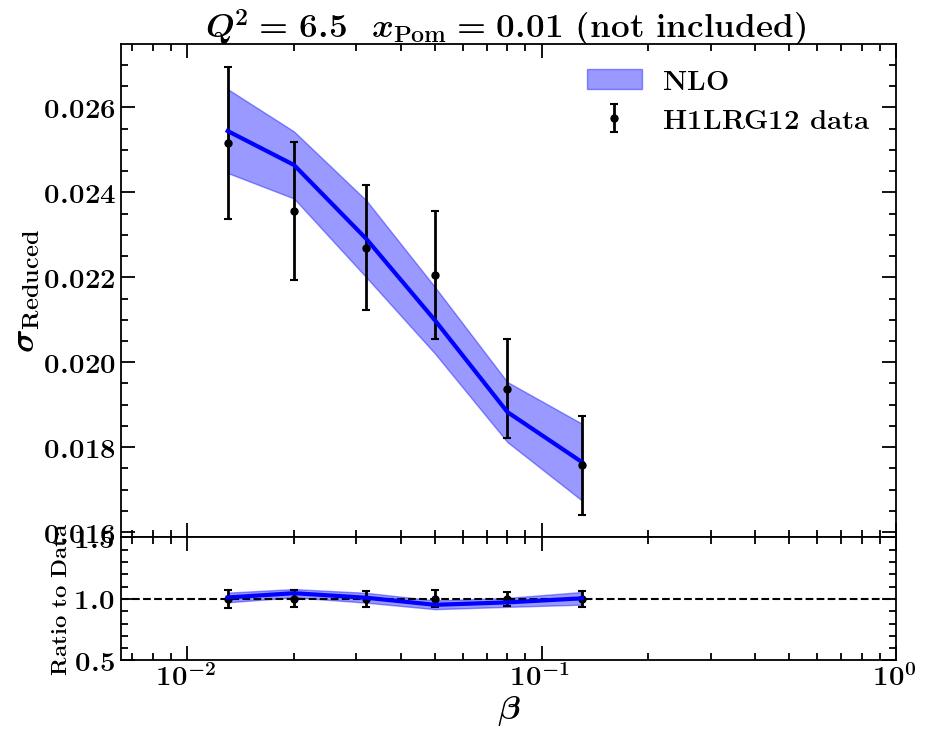 Q² = 6.5 x_Pom = 0.01 (not included)
NLO
H1LRG12 data
0.026
0.024
0.022
0.020
0.018
0.016
σ_Reduced
1.5
1.0
0.5
Ratio to Data
10⁻²
10⁻¹
10⁰
β